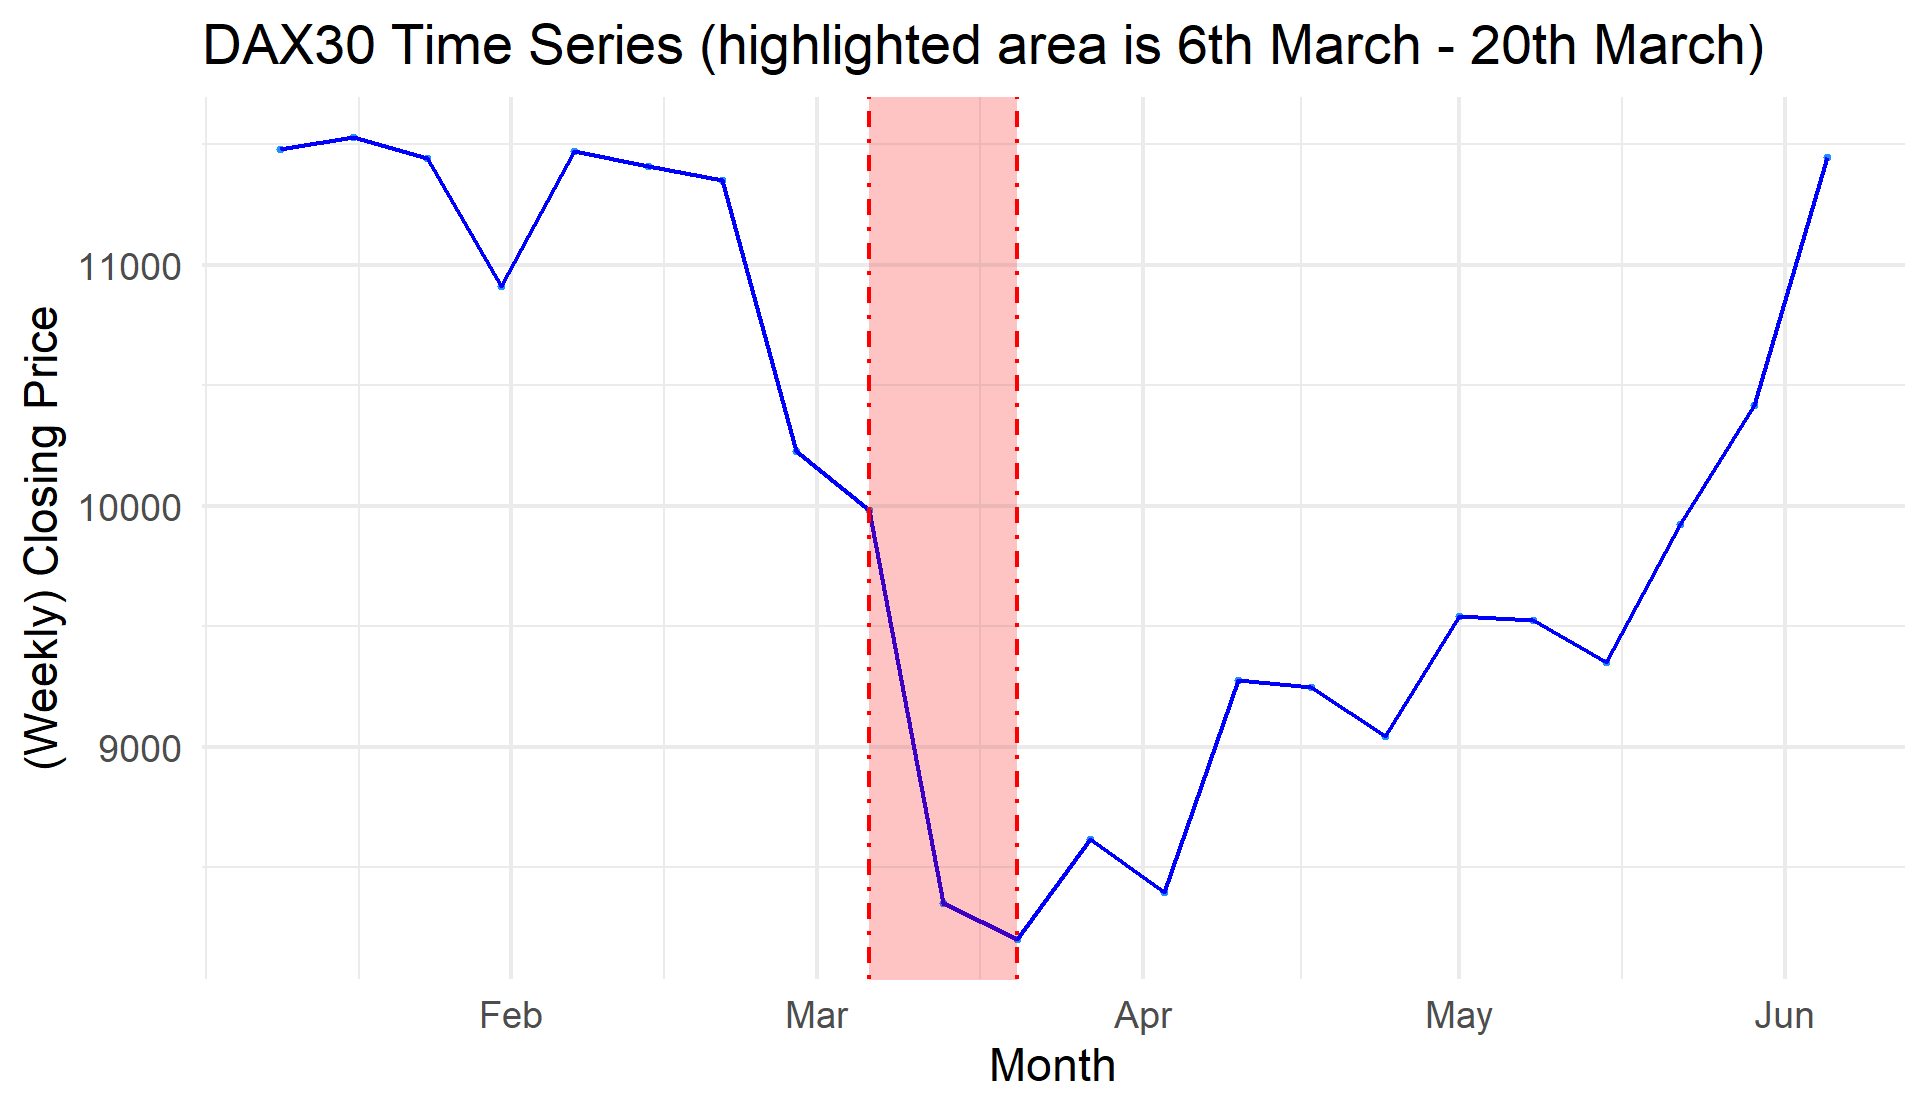 DAX30 Time Series (highlighted area is 6th March - 20th March)
(Weekly) Closing Price
11000
10000
9000
Feb Mar Apr May Jun
Month